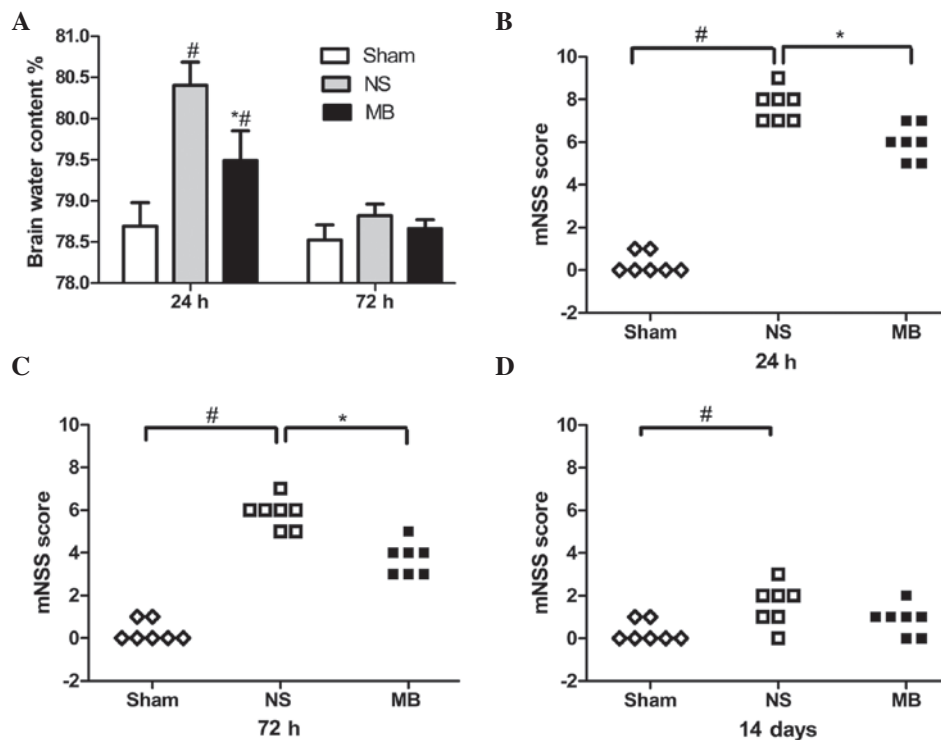 A
Brain water content %
81.0
80.5
80.0
79.5
79.0
78.5
78.0
#
*#
Sham
NS
MB
24 h
72 h
B
mNSS score
10
8
6
4
2
0
-2
#
*
Sham
NS
MB
24 h
C
mNSS score
10
8
6
4
2
0
-2
#
*
Sham
NS
MB
72 h
D
mNSS score
10
8
6
4
2
0
-2
#
Sham
NS
MB
14 days